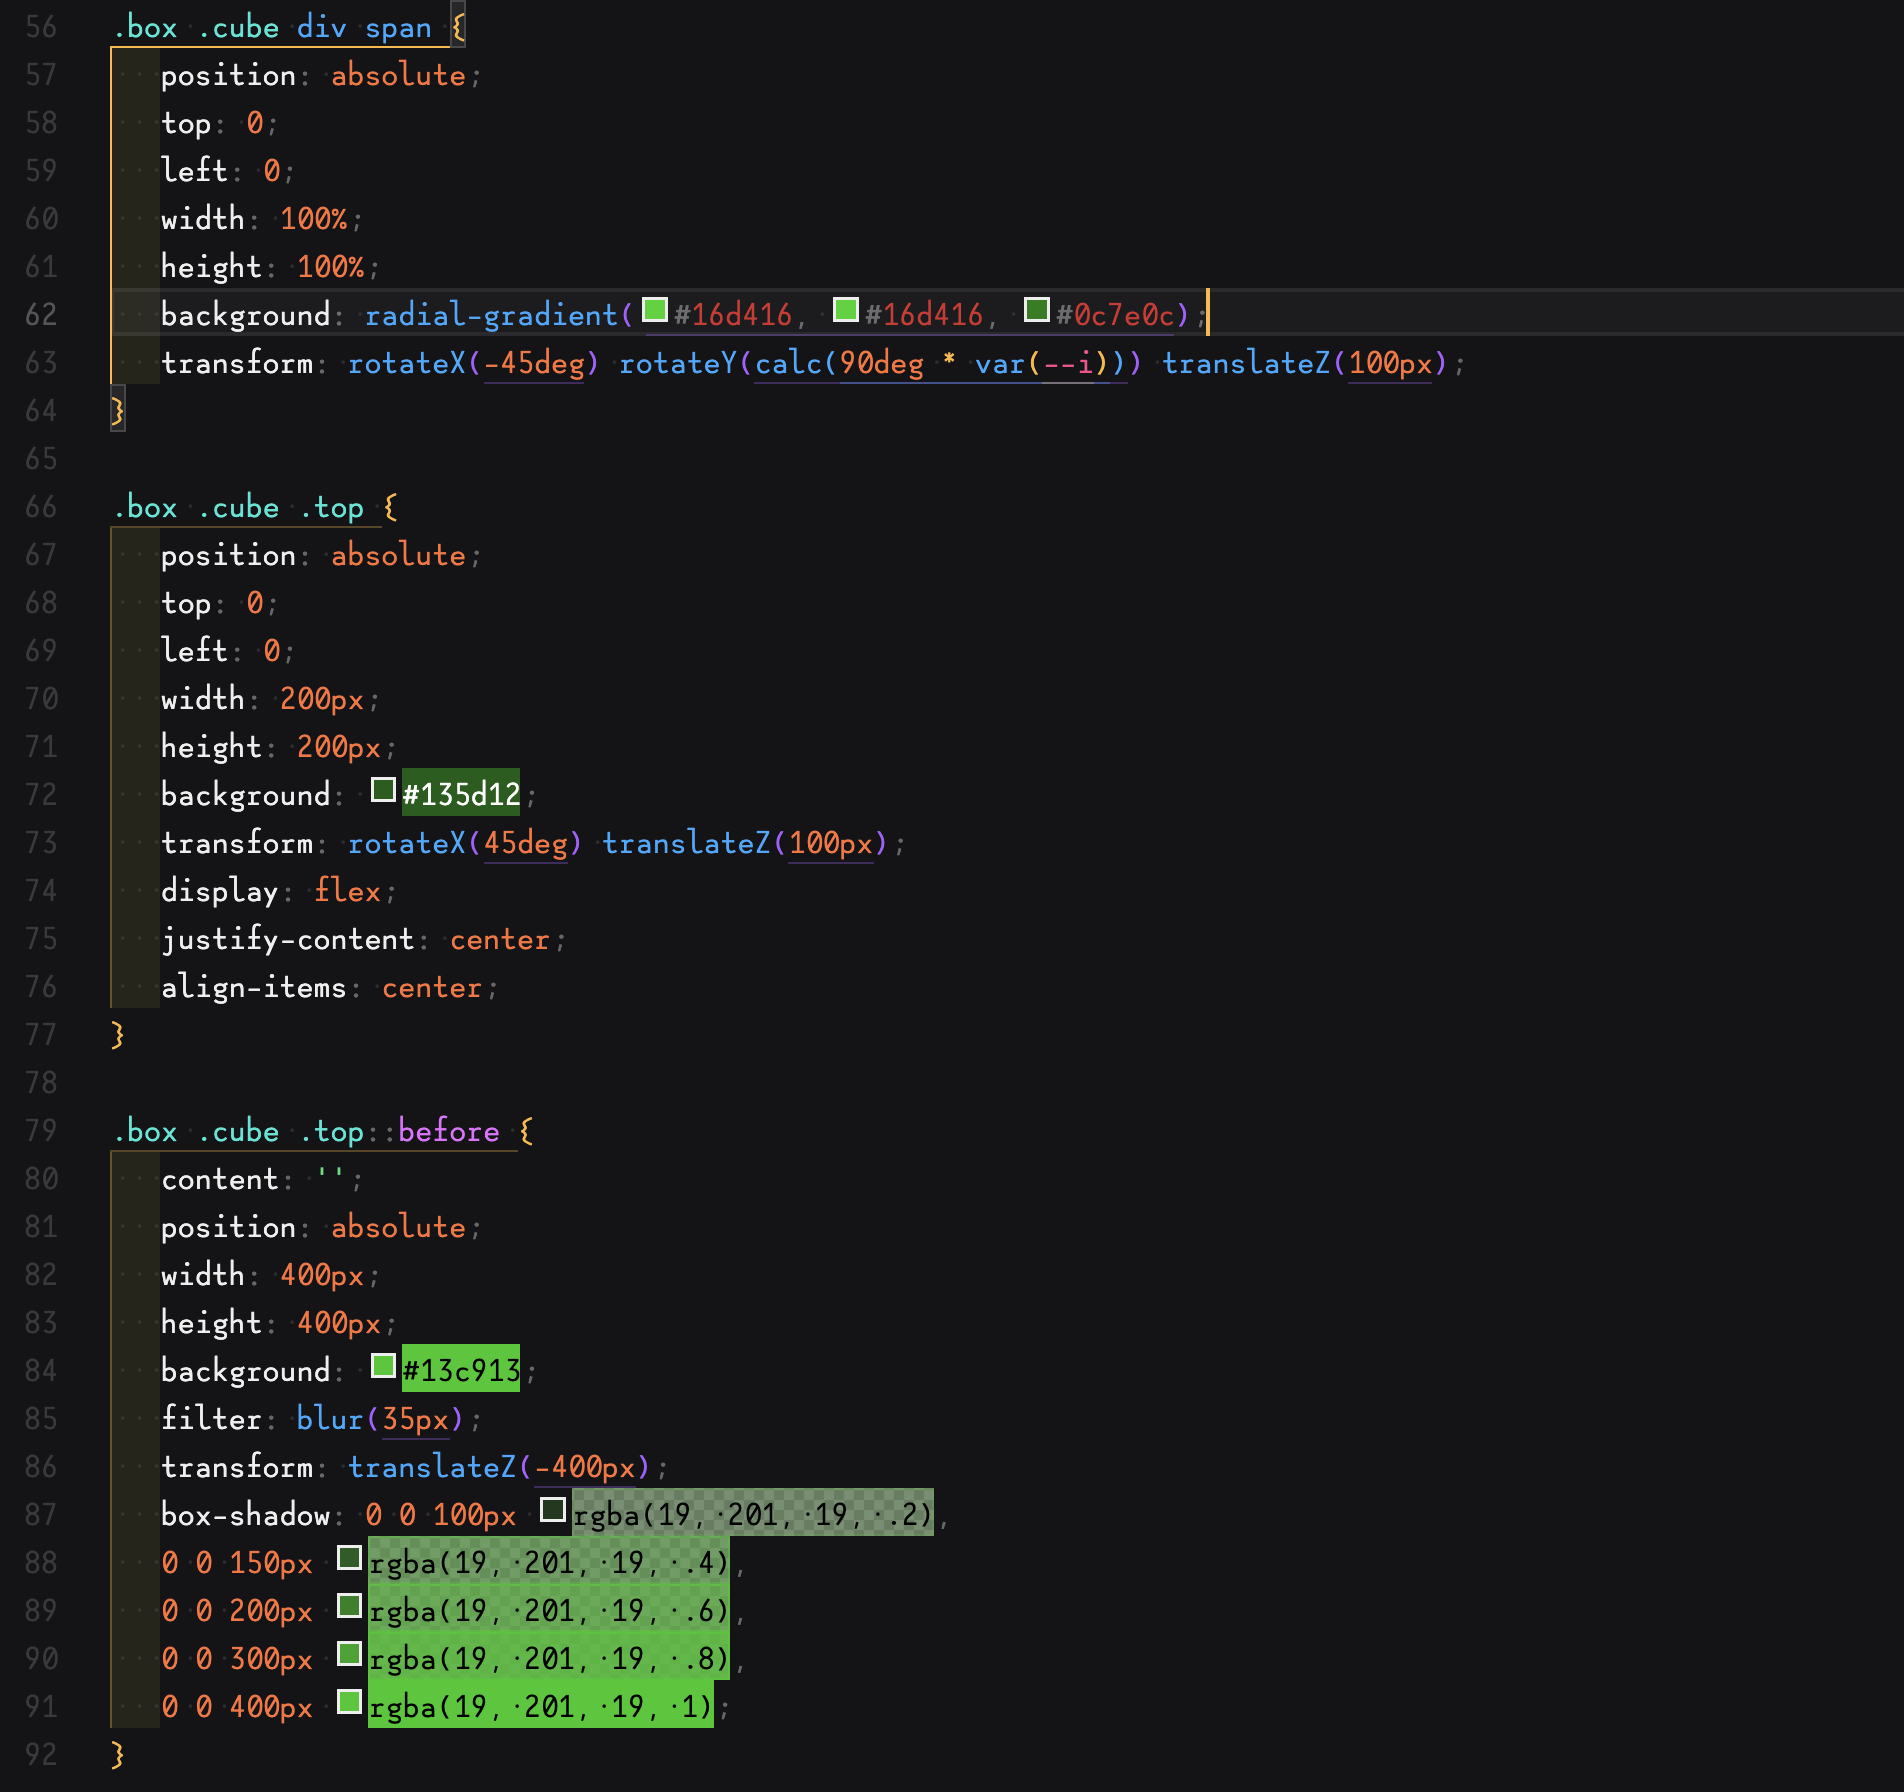 56 .box .cube div span {
57 position: absolute;
58 top: 0;
59 left: 0;
60 width: 100%;
61 height: 100%;
62 background: radial-gradient(#16d416, #16d416, #0c7e0c);
63 transform: rotateX(-45deg) rotateY(calc(90deg * var(--i))) translateZ(100px);
64 }
65
66 .box .cube .top {
67 position: absolute;
68 top: 0;
69 left: 0;
70 width: 200px;
71 height: 200px;
72 background: #135d12;
73 transform: rotateX(45deg) translateZ(100px);
74 display: flex;
75 justify-content: center;
76 align-items: center;
77 }
78
79 .box .cube .top::before {
80 content: '';
81 position: absolute;
82 width: 400px;
83 height: 400px;
84 background: #13c913;
85 filter: blur(35px);
86 transform: translateZ(-400px);
87 box-shadow: 0 0 100px rgba(19, 201, 19, .2),
88 0 0 150px rgba(19, 201, 19, .4),
89 0 0 200px rgba(19, 201, 19, .6),
90 0 0 300px rgba(19, 201, 19, .8),
91 0 0 400px rgba(19, 201, 19, 1);
92 }